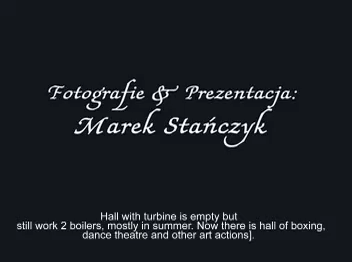 Fotografie & Prezentacja:
Marek Stańczyk
Hall with turbine is empty but
still work 2 boilers, mostly in summer. Now there is hall of boxing,
dance theatre and other art actions].